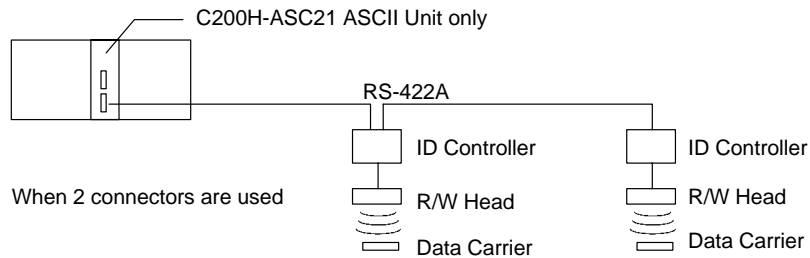 C200H-ASC21 ASCII Unit only
RS-422A
ID Controller
ID Controller
When 2 connectors are used
R/W Head
R/W Head
Data Carrier
Data Carrier